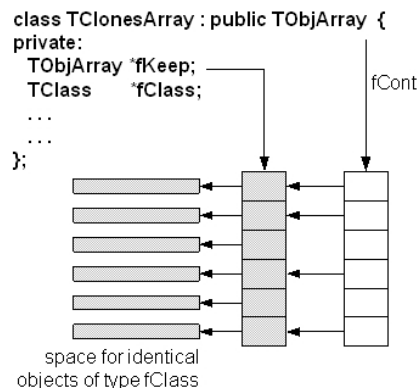 class TClonesArray : public TObjArray {
private:
TObjArray *fKeep;
TClass *fClass;
. . .
. . .
};
fCont
space for identical
objects of type fClass